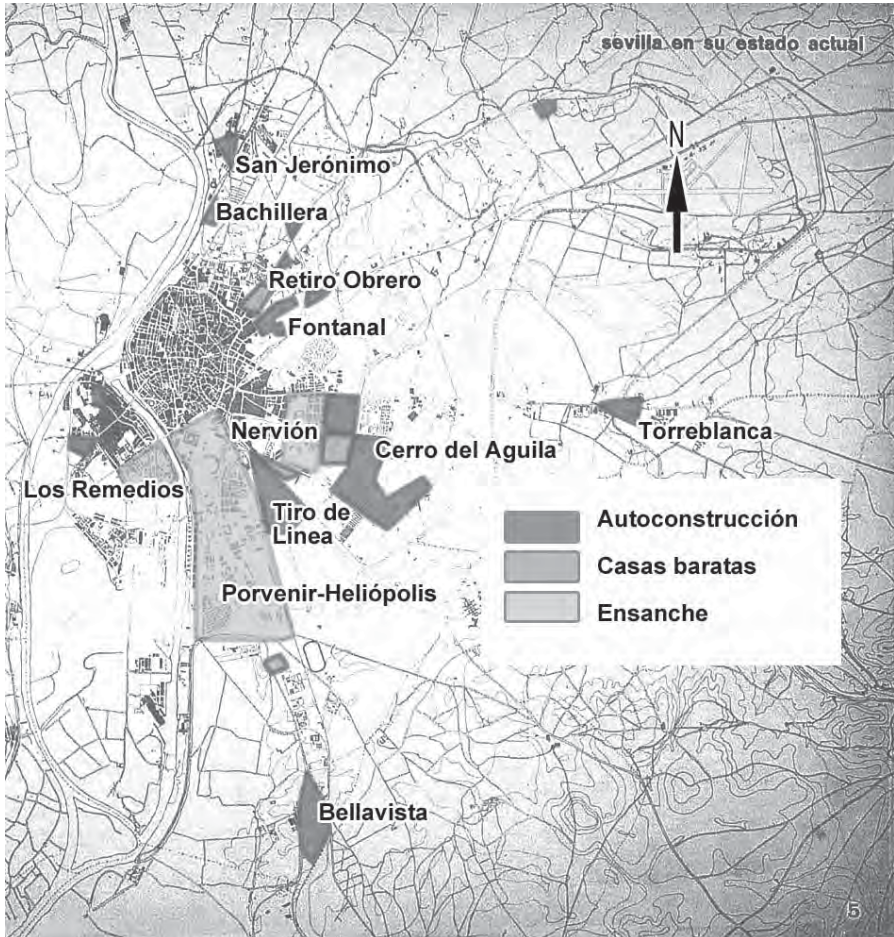 sevilla en su estado actual
N
San Jerónimo
Bachillera
Retiro Obrero
Fontanal
Nervión
Cerro del Aguila
Torreblanca
Los Remedios
Tiro de
Linea
Porvenir-Heliópolis
Autoconstrucción
Casas baratas
Ensanche
Bellavista
5